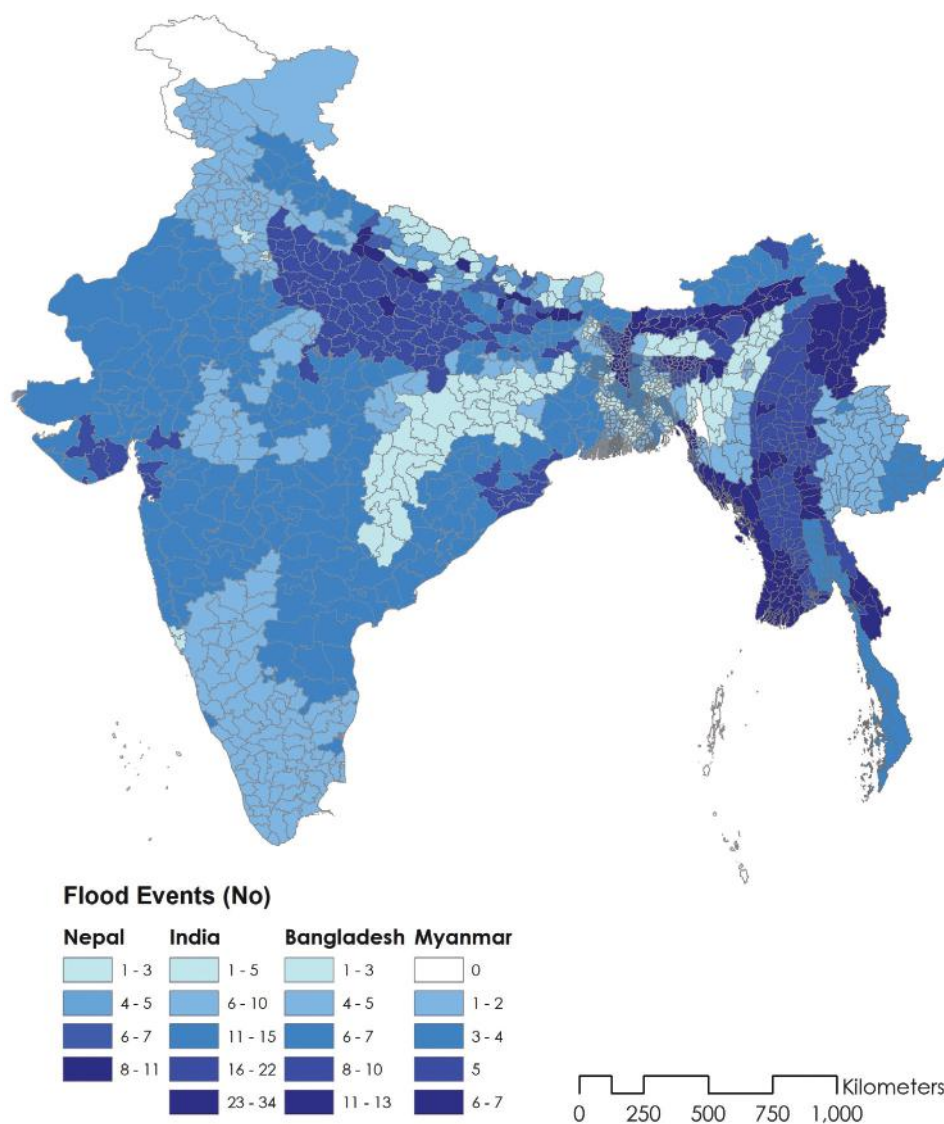 Flood Events (No)
Nepal India Bangladesh Myanmar
1 - 3 1 - 5 1 - 3 0
4 - 5 6 - 10 4 - 5 1 - 2
6 - 7 11 - 15 6 - 7 3 - 4
8 - 11 16 - 22 8 - 10 5
23 - 34 11 - 13 6 - 7
Kilometers
0 250 500 750 1,000